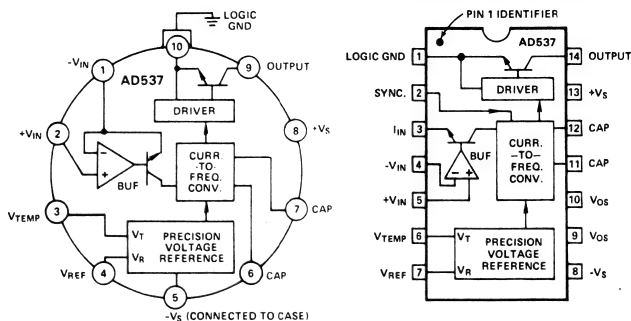 LOGIC
GND
10
-VIN
1
AD537
9
OUTPUT
DRIVER
+VIN
2
8
+VS
-
+
BUF
CURR.
-TO-
FREQ.
CONV.
7
CAP
VTEMP
3
VT
VR
PRECISION
VOLTAGE
REFERENCE
VREF
4
6
CAP
5
-VS (CONNECTED TO CASE)
PIN 1 IDENTIFIER
AD537
LOGIC GND
1
14
OUTPUT
DRIVER
SYNC.
2
13
+VS
IIN
3
12
CAP
BUF
CURR.
-TO-
FREQ.
CONV.
-VIN
4
11
CAP
-
+
+VIN
5
10
VOS
VTEMP
6
VT
PRECISION
VOLTAGE
REFERENCE
9
VOS
VREF
7
VR
8
-VS